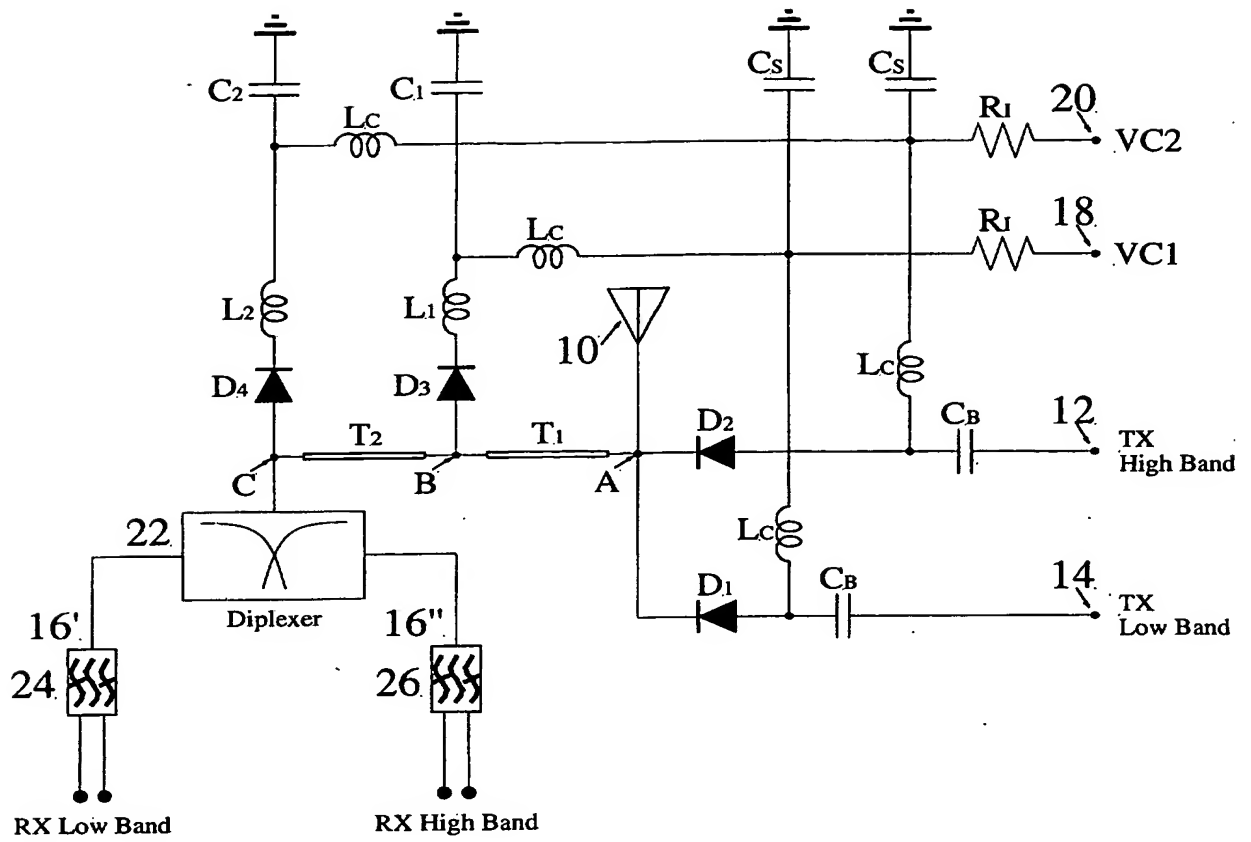 C2
C1
CS
CS
LC
RI
20
VC2
LC
RI
18
VC1
L2
L1
10
LC
D4
D3
D2
CB
12
TX
High Band
T2
T1
C
B
A
22
LC
D1
CB
14
TX
Low Band
Diplexer
16'
16"
24
26
RX Low Band
RX High Band